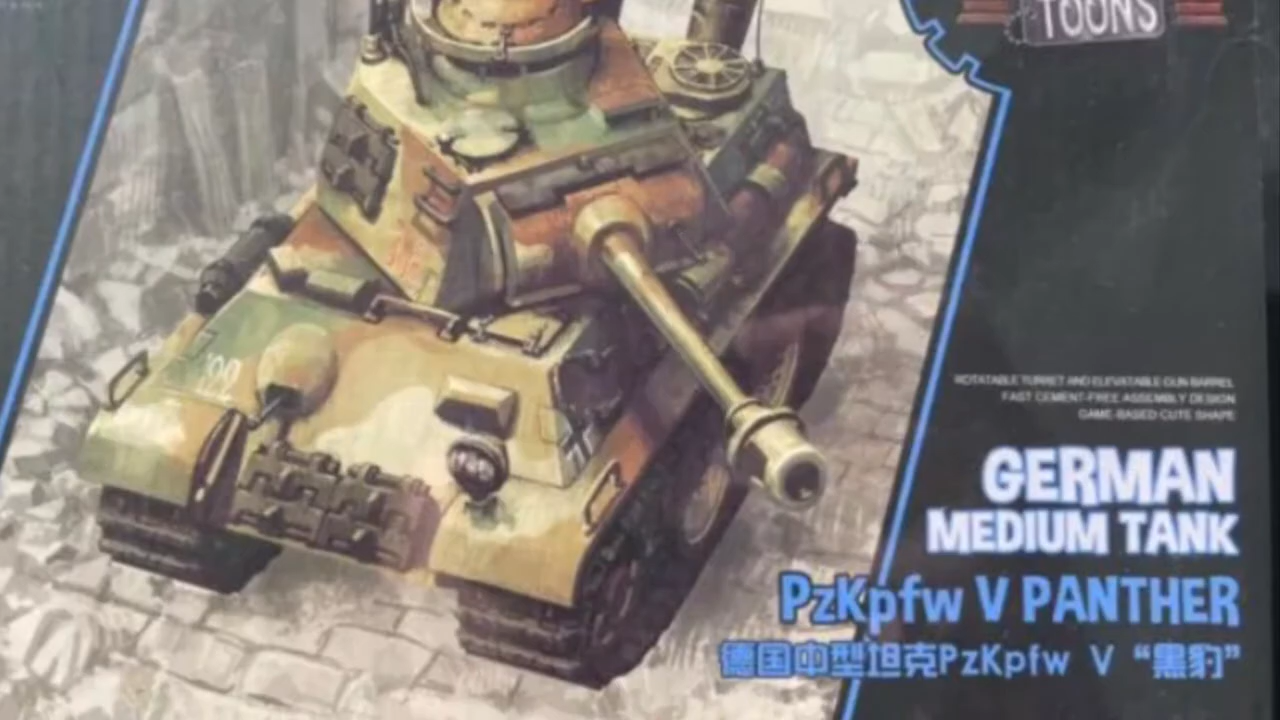 TOONS
ROTATABLE TURRET AND ELEVATABLE GUN BARREL
FAST CEMENT-FREE ASSEMBLY DESIGN
GAME-BASED CUTE SHAPE
GERMAN
MEDIUM TANK
PzKpfw V PANTHER
德国中型坦克PzKpfw V “黑豹”